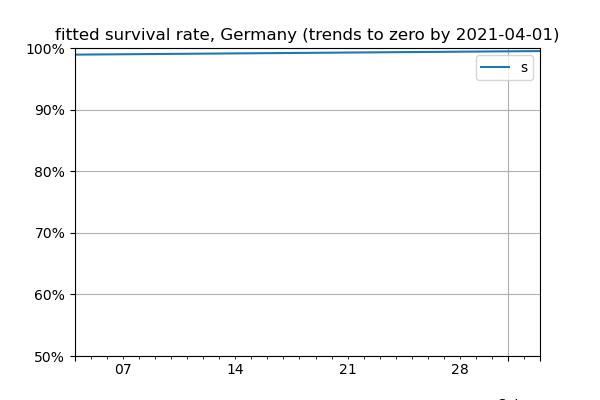 fitted survival rate, Germany (trends to zero by 2021-04-01)
100%
s
90%
80%
70%
60%
50%
07 14 21 28